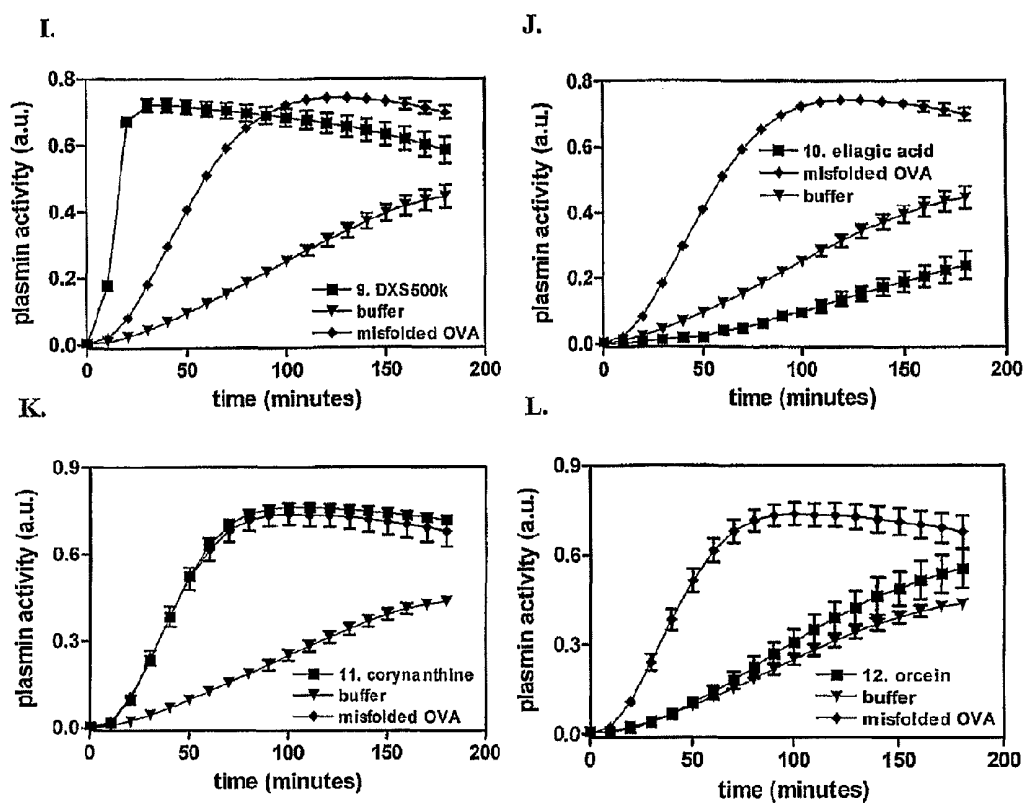 I.
plasmin activity (a.u.)
0.8
0.6
0.4
0.2
0.0
0 50 100 150 200
time (minutes)
9. DXS500k
buffer
misfolded OVA
J.
plasmin activity (a.u.)
0.8
0.6
0.4
0.2
0.0
0 50 100 150 200
time (minutes)
10. ellagic acid
misfolded OVA
buffer
K.
plasmin activity (a.u.)
0.9
0.6
0.3
0.0
0 50 100 150 200
time (minutes)
11. corynanthine
buffer
misfolded OVA
L.
plasmin activity (a.u.)
0.9
0.6
0.3
0.0
0 50 100 150 200
time (minutes)
12. orcein
buffer
misfolded OVA